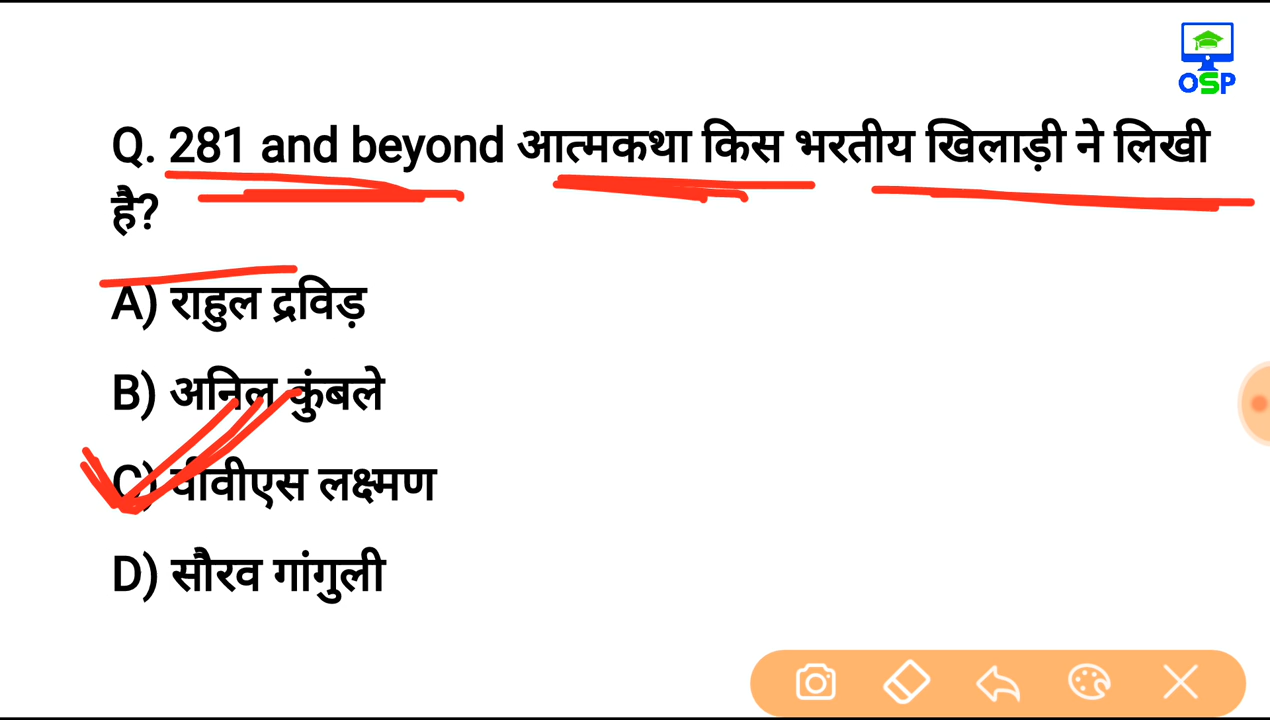 OSP
Q. 281 and beyond आत्मकथा किस भरतीय खिलाड़ी ने लिखी
है?
A) राहुल द्रविड़
B) अनिल कुंबले
C) वीवीएस लक्ष्मण
D) सौरव गांगुली